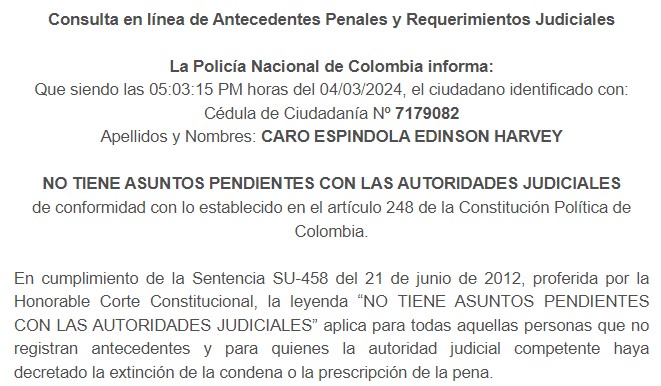 Consulta en línea de Antecedentes Penales y Requerimientos Judiciales
La Policía Nacional de Colombia informa:
Que siendo las 05:03:15 PM horas del 04/03/2024, el ciudadano identificado con:
Cédula de Ciudadanía Nº 7179082
Apellidos y Nombres: CARO ESPINDOLA EDINSON HARVEY
NO TIENE ASUNTOS PENDIENTES CON LAS AUTORIDADES JUDICIALES
de conformidad con lo establecido en el artículo 248 de la Constitución Política de
Colombia.
En cumplimiento de la Sentencia SU-458 del 21 de junio de 2012, proferida por la
Honorable Corte Constitucional, la leyenda “NO TIENE ASUNTOS PENDIENTES
CON LAS AUTORIDADES JUDICIALES” aplica para todas aquellas personas que no
registran antecedentes y para quienes la autoridad judicial competente haya
decretado la extinción de la condena o la prescripción de la pena.